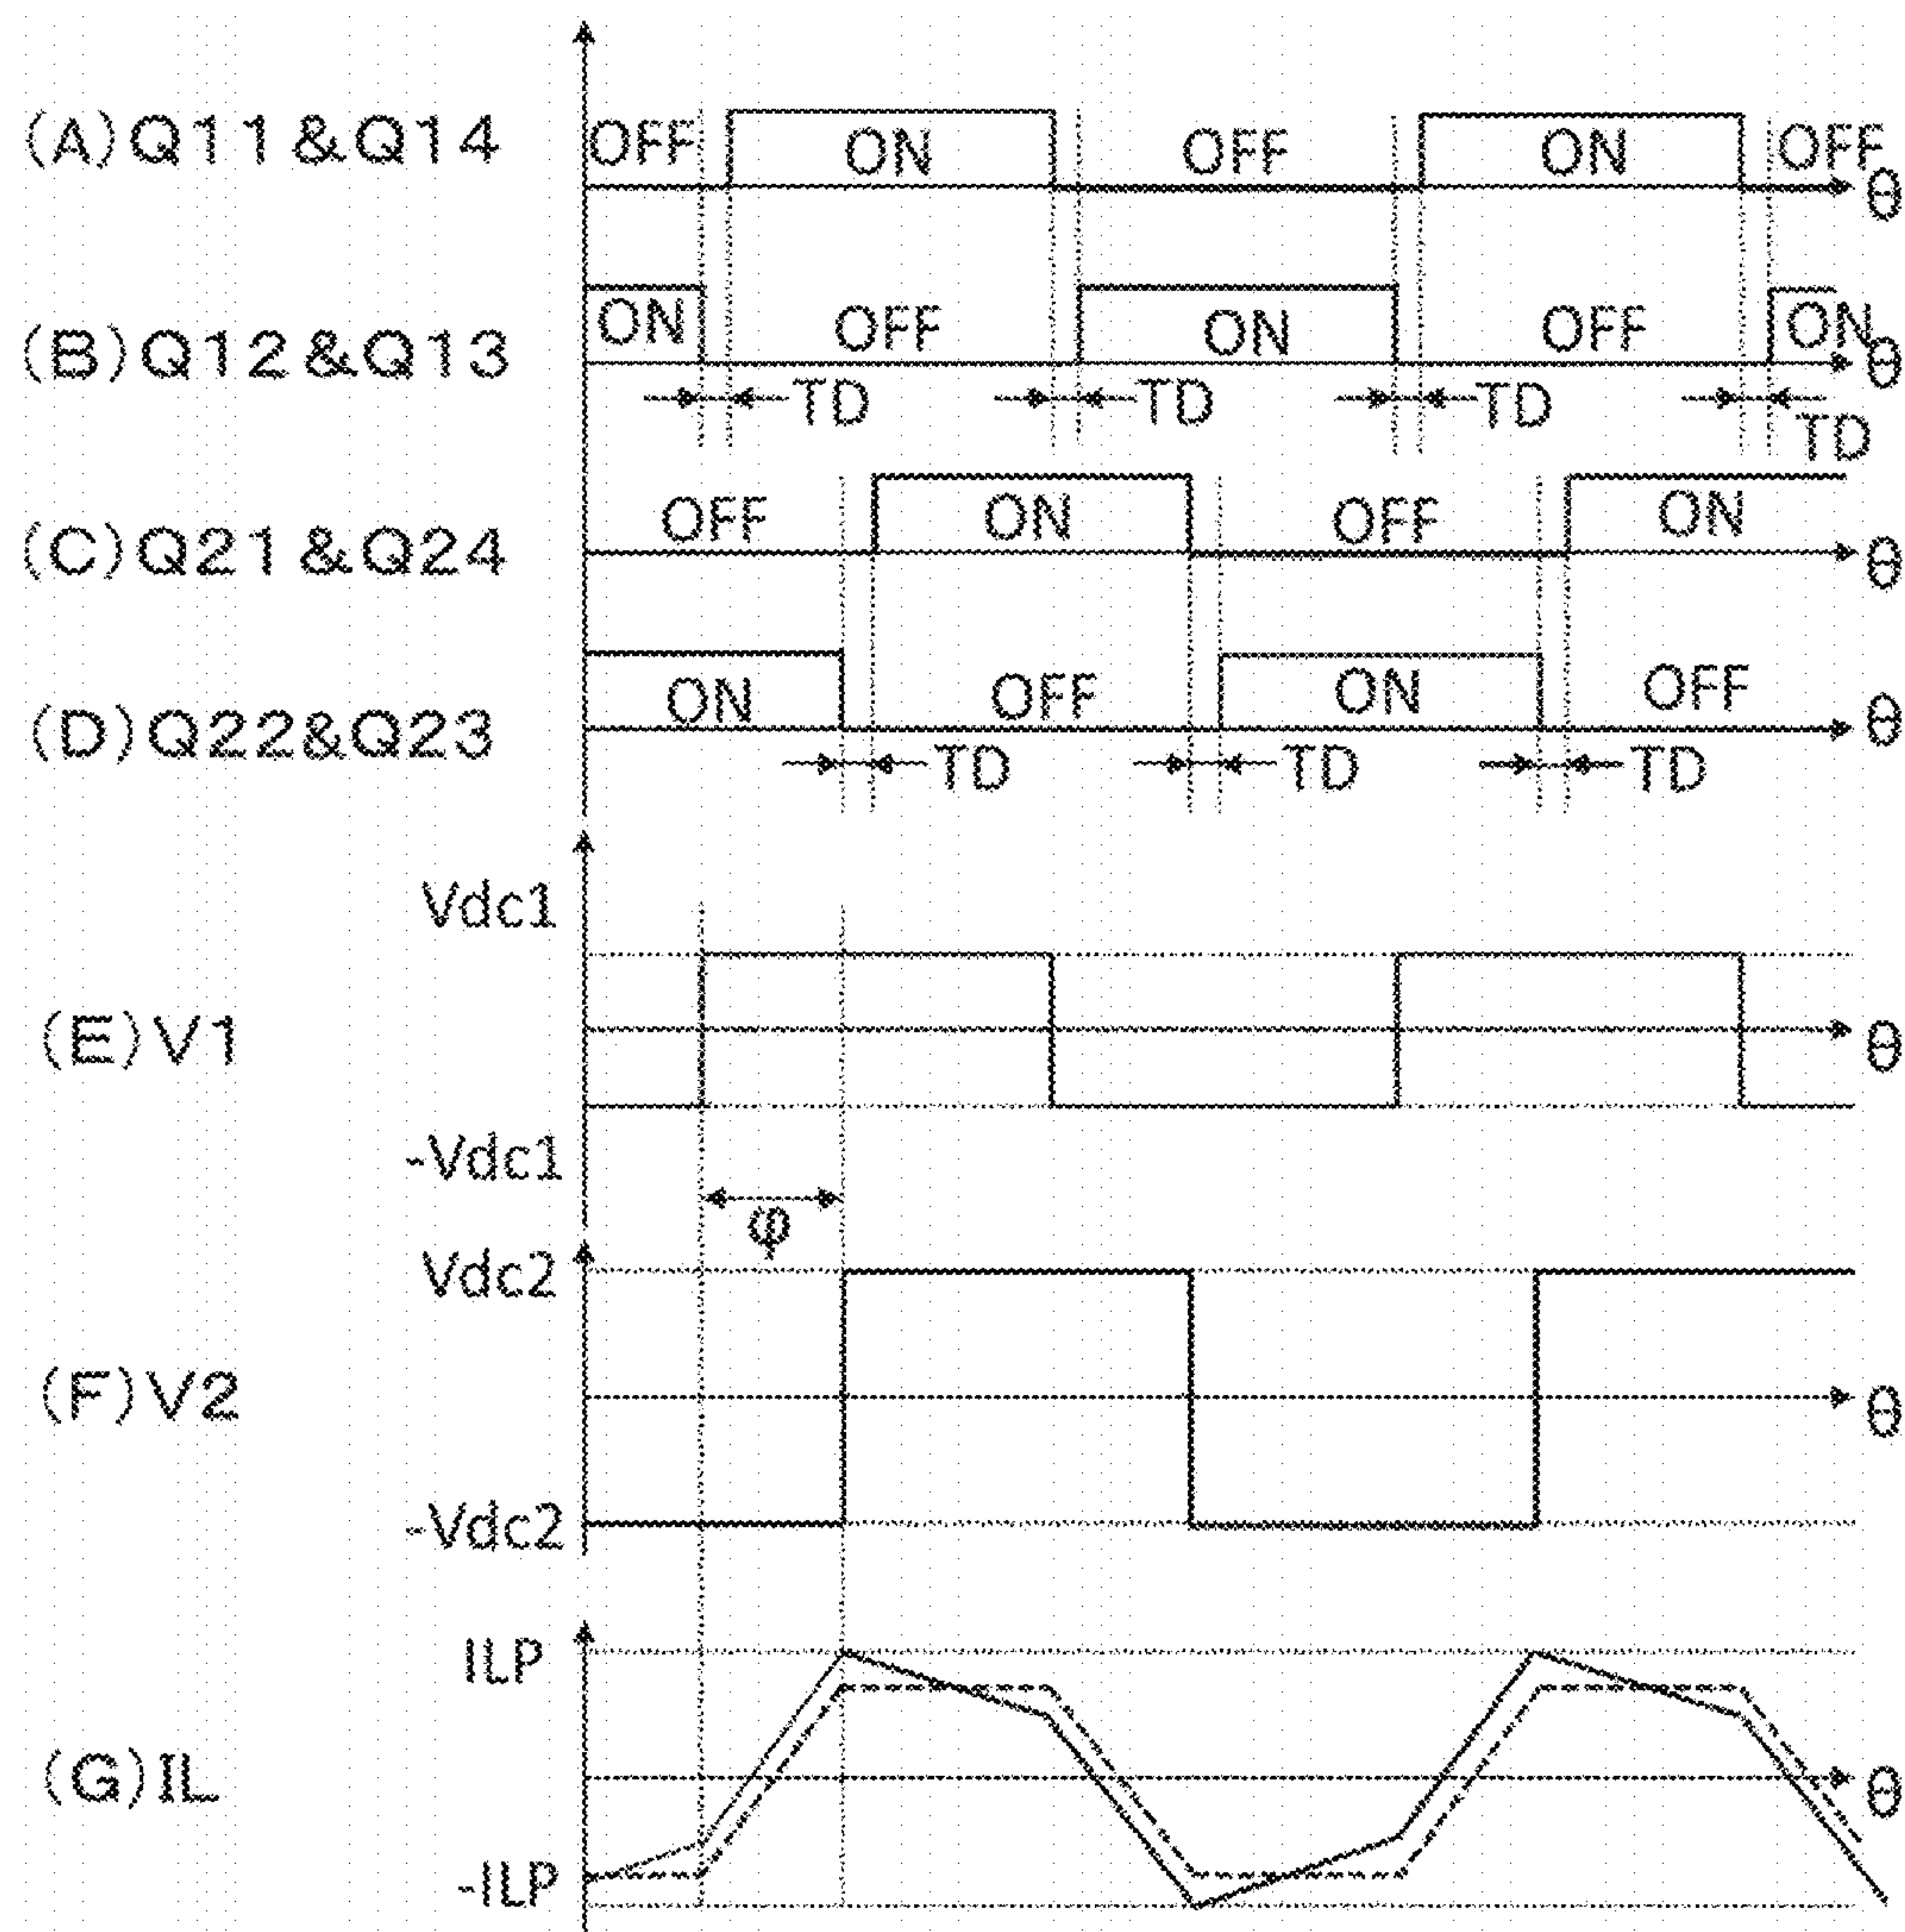 (A)Q11&Q14 OFF ON OFF ON OFF θ
(B)Q12&Q13 ON OFF ON OFF ON θ
TD TD TD TD
(C)Q21&Q24 OFF ON OFF ON θ
(D)Q22&Q23 ON OFF ON OFF θ
TD TD TD
Vdc1
(E)V1 θ
-Vdc1
φ
Vdc2
(F)V2 θ
-Vdc2
ILP
(G)IL θ
-ILP